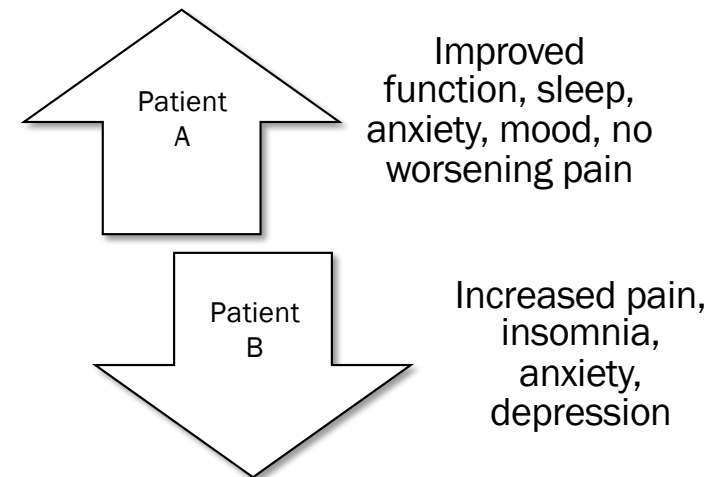 Patient
A
Improved
function, sleep,
anxiety, mood, no
worsening pain
Patient
B
Increased pain,
insomnia,
anxiety,
depression